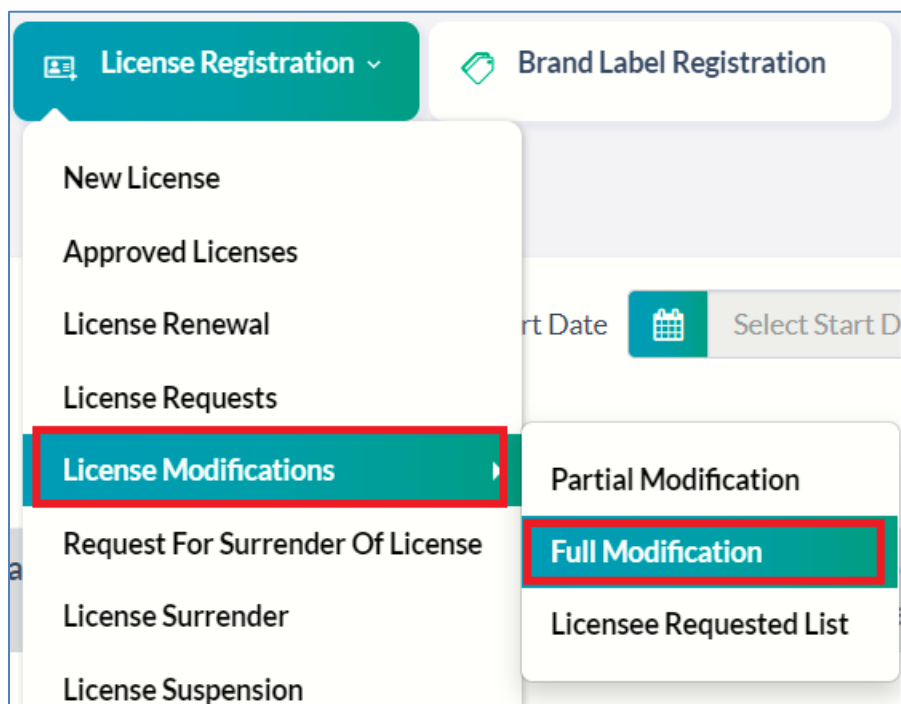 License Registration
Brand Label Registration
New License
Approved Licenses
License Renewal
rt Date
Select Start D
License Requests
License Modifications
Partial Modification
Request For Surrender Of License
Full Modification
a
License Surrender
Licensee Requested List
License Suspension